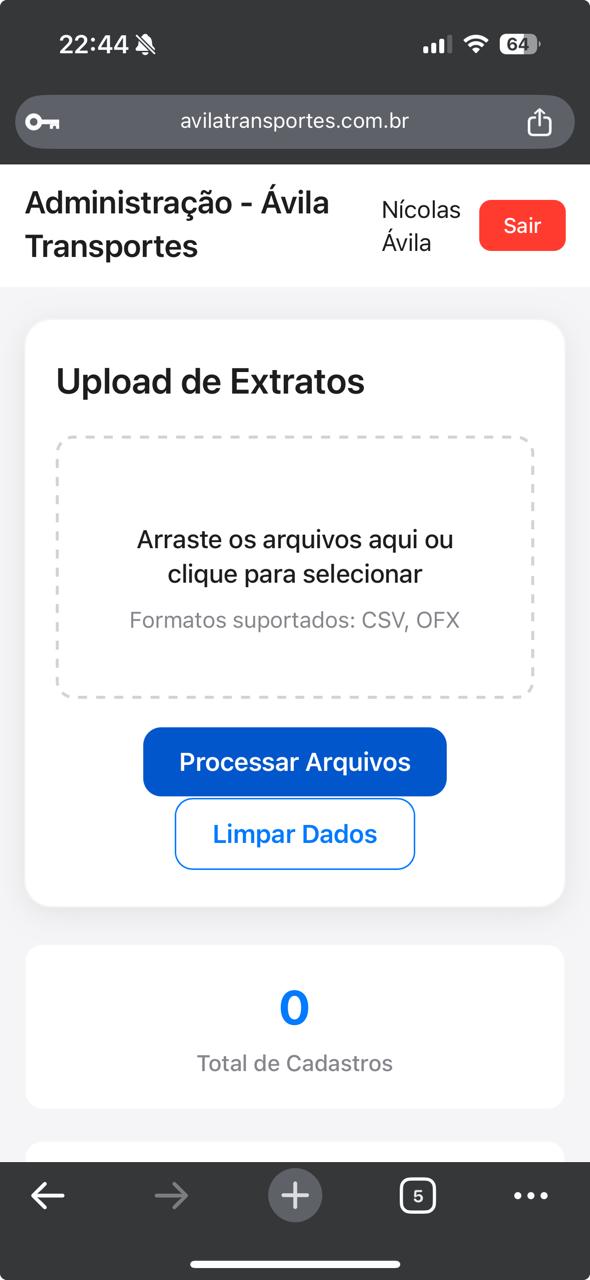 22:44
64
avilatransportes.com.br
Administração - Ávila
Transportes
Nícolas
Ávila
Sair
Upload de Extratos
Arraste os arquivos aqui ou
clique para selecionar
Formatos suportados: CSV, OFX
Processar Arquivos
Limpar Dados
0
Total de Cadastros
5